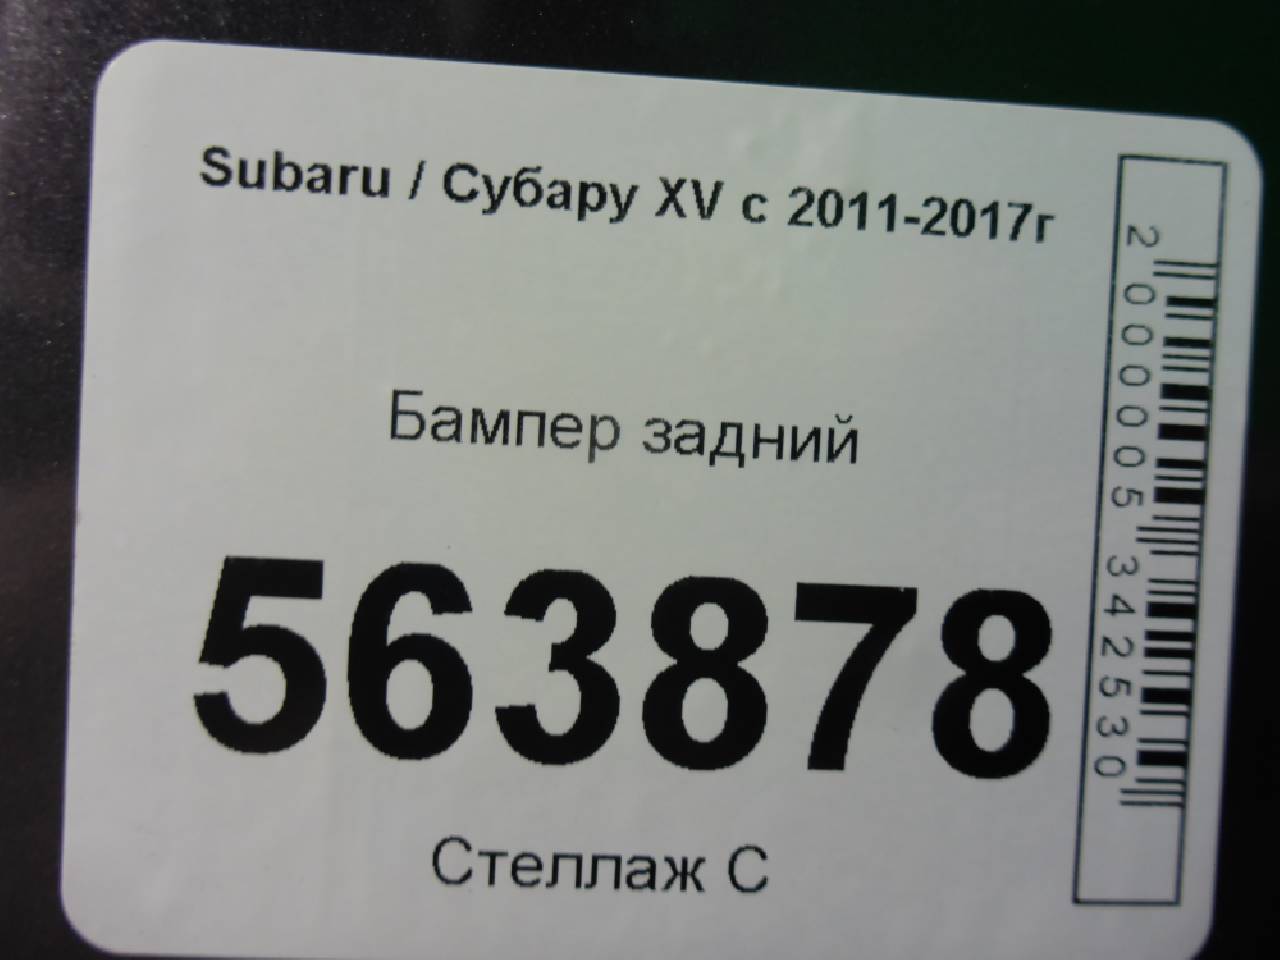 Subaru / Субару XV с 2011-2017г
Бампер задний
563878
Стеллаж С
2000005342530